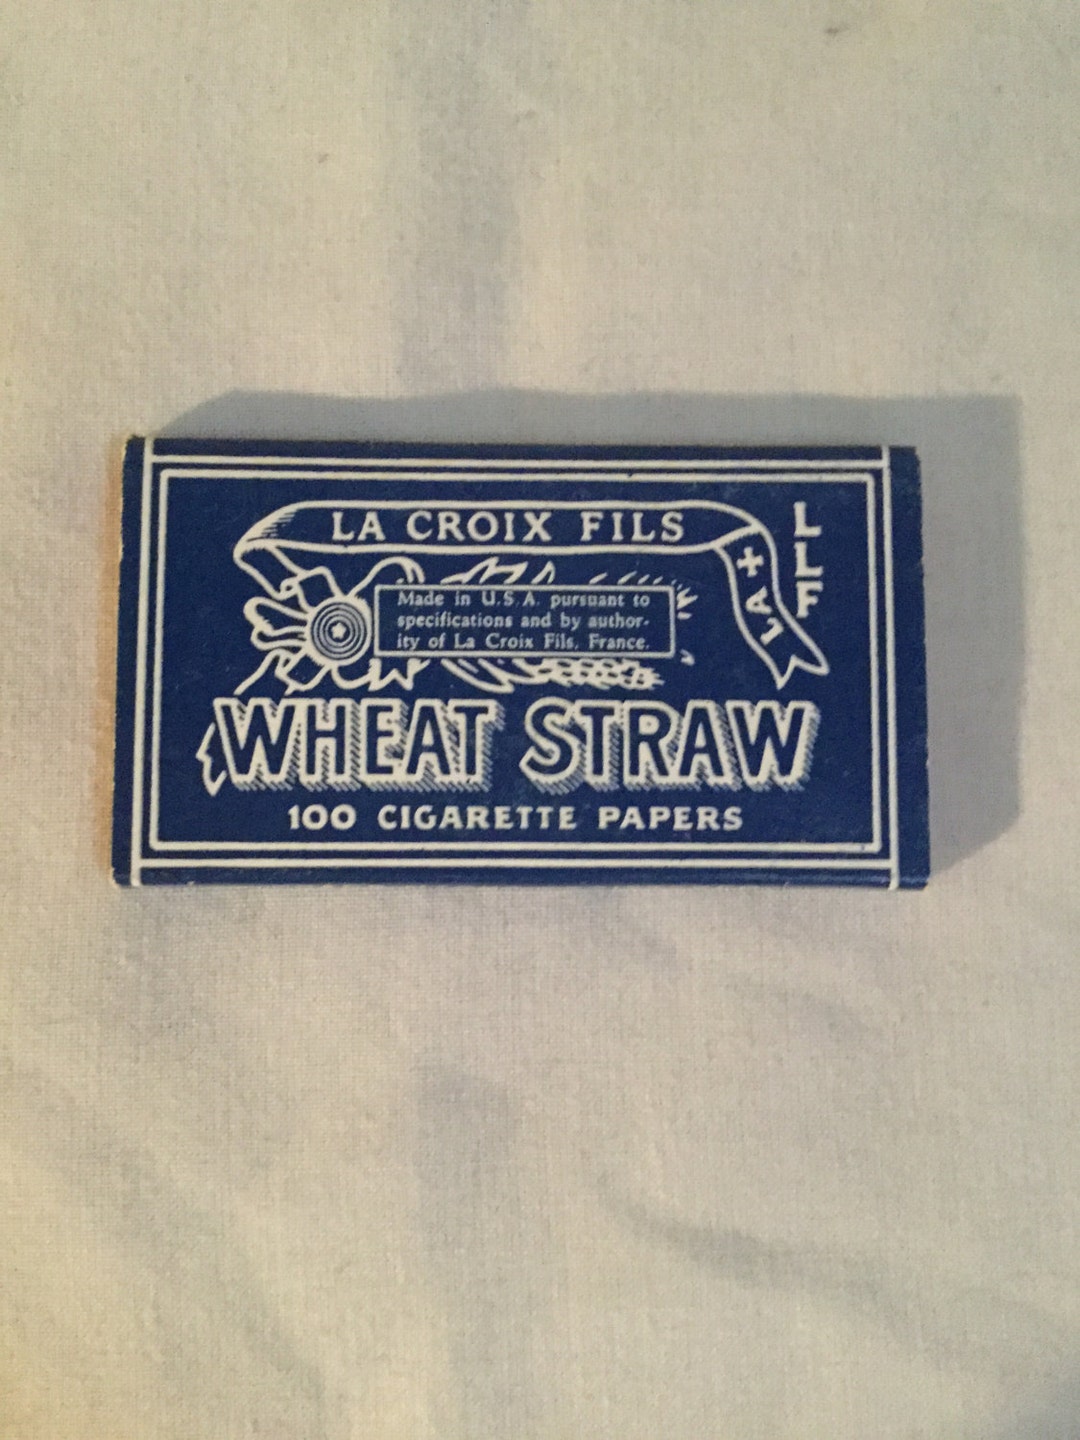 LA CROIX FILS
LA +
LLF
Made in U.S.A. pursuant to
specifications and by author-
ity of La Croix Fils, France.
WHEAT STRAW
100 CIGARETTE PAPERS